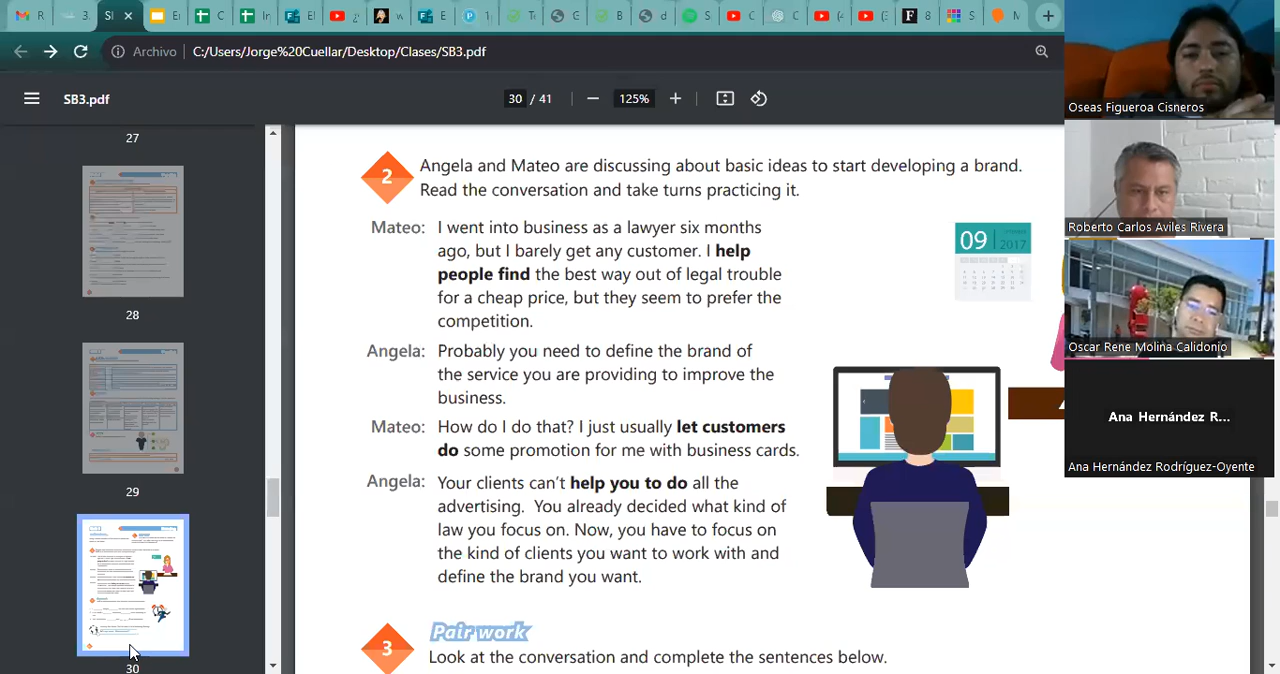 Archivo
C:/Users/Jorge%20Cuellar/Desktop/Clases/SB3.pdf
SB3.pdf
30 / 41
125%
27
28
29
30
2
Angela and Mateo are discussing about basic ideas to start developing a brand.
Read the conversation and take turns practicing it.
Mateo: I went into business as a lawyer six months
ago, but I barely get any customer. I help
people find the best way out of legal trouble
for a cheap price, but they seem to prefer the
competition.
Angela: Probably you need to define the brand of
the service you are providing to improve the
business.
Mateo: How do I do that? I just usually let customers
do some promotion for me with business cards.
Angela: Your clients can't help you to do all the
advertising. You already decided what kind of
law you focus on. Now, you have to focus on
the kind of clients you want to work with and
define the brand you want.
09
2017
3
Pair work
Look at the conversation and complete the sentences below.
Oseas Figueroa Cisneros
Roberto Carlos Aviles Rivera
Oscar Rene Molina Calidonio
Ana Hernández R...
Ana Hernández Rodríguez-Oyente